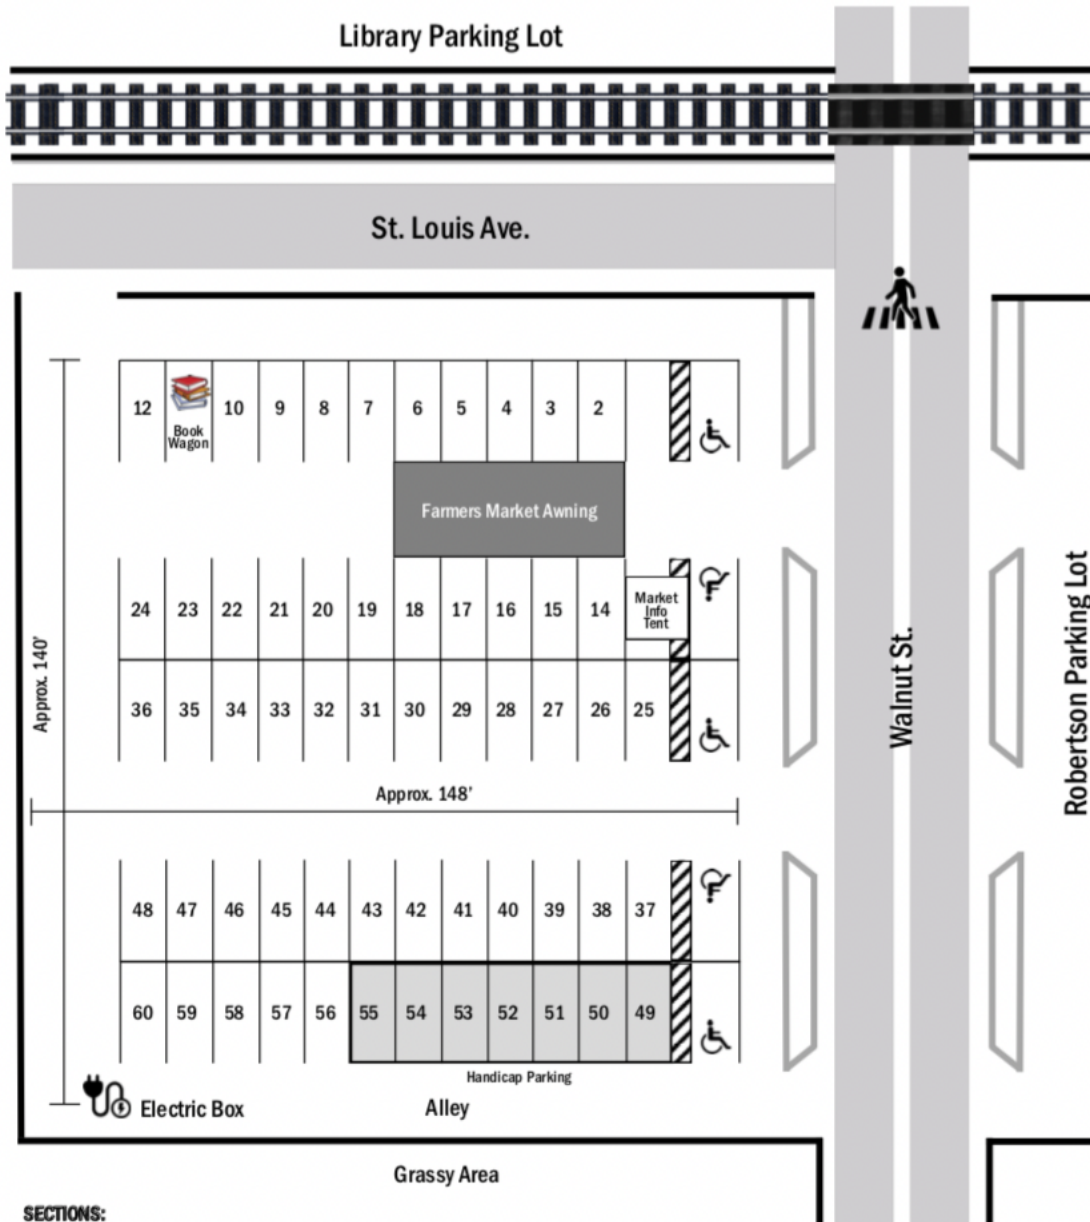 Library Parking Lot
St. Louis Ave.
12
Book
Wagon
10 9 8 7 6 5 4 3 2
Farmers Market Awning
24 23 22 21 20 19 18 17 16 15 14
Market
Info
Tent
36 35 34 33 32 31 30 29 28 27 26 25
Approx. 140’
Approx. 148’
48 47 46 45 44 43 42 41 40 39 38 37
60 59 58 57 56 55 54 53 52 51 50 49
Handicap Parking
Electric Box
Alley
Grassy Area
Walnut St.
Robertson Parking Lot
SECTIONS: